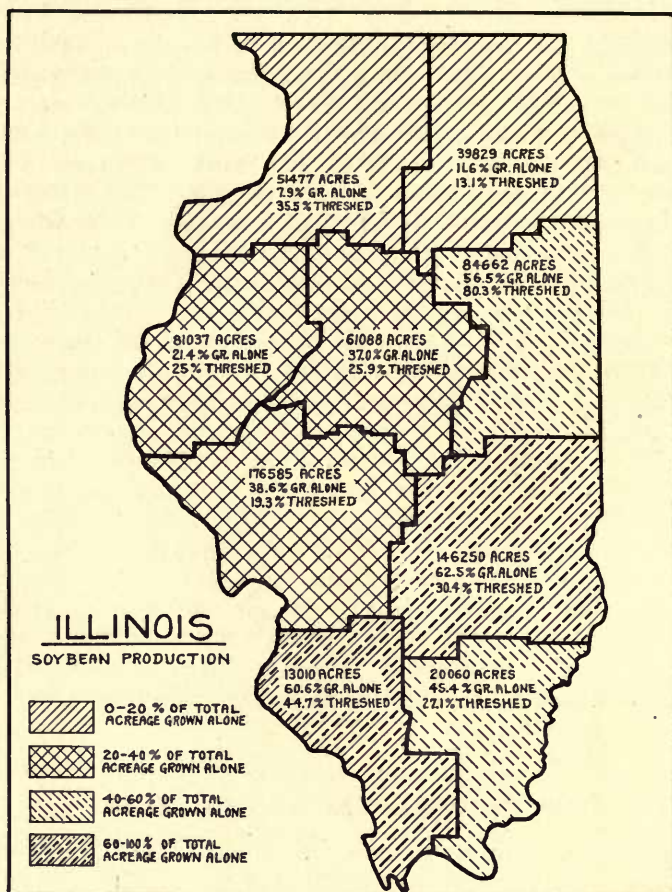 51477 ACRES
7.9% GR. ALONE
35.5% THRESHED
39829 ACRES
11.6% GR. ALONE
13.1% THRESHED
84662 ACRES
56.5% GR. ALONE
80.3% THRESHED
81037 ACRES
21.4% GR. ALONE
25% THRESHED
61088 ACRES
37.0% GR. ALONE
25.9% THRESHED
176585 ACRES
38.6% GR. ALONE
19.3% THRESHED
146250 ACRES
62.5% GR. ALONE
30.4% THRESHED
13010 ACRES
60.6% GR. ALONE
44.7% THRESHED
20060 ACRES
45.4% GR. ALONE
27.1% THRESHED
ILLINOIS
SOYBEAN PRODUCTION
0-20 % OF TOTAL
ACREAGE GROWN ALONE
20-40% OF TOTAL
ACREAGE GROWN ALONE
40-60% OF TOTAL
ACREAGE GROWN ALONE
60-100% OF TOTAL
ACREAGE GROWN ALONE